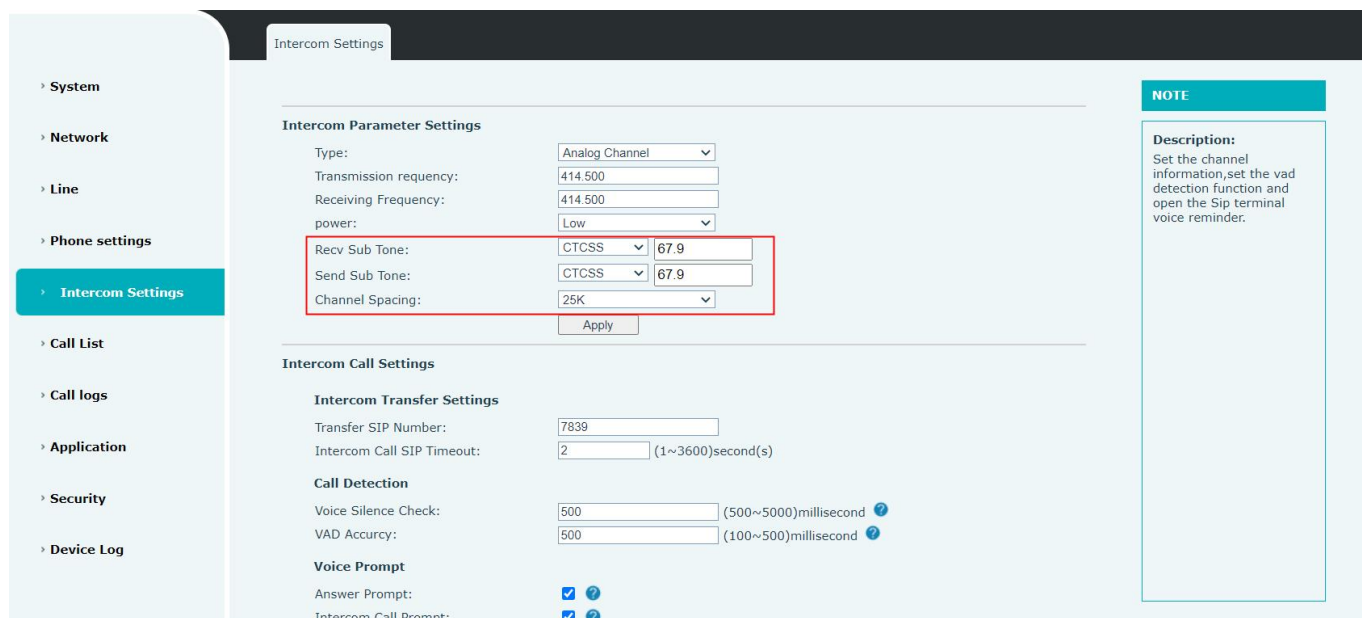 Intercom Settings
› System
› Network
› Line
› Phone settings
› Intercom Settings
› Call List
› Call logs
› Application
› Security
› Device Log
Intercom Parameter Settings
Type: Analog Channel
Transmission requency: 414.500
Receiving Frequency: 414.500
power: Low
Recv Sub Tone: CTCSS 67.9
Send Sub Tone: CTCSS 67.9
Channel Spacing: 25K
Apply
Intercom Call Settings
Intercom Transfer Settings
Transfer SIP Number: 7839
Intercom Call SIP Timeout: 2 (1~3600)second(s)
Call Detection
Voice Silence Check: 500 (500~5000)millisecond ?
VAD Accurcy: 500 (100~500)millisecond ?
Voice Prompt
Answer Prompt: ?
Intercom Call Prompt: ?
NOTE
Description:
Set the channel
information,set the vad
detection function and
open the Sip terminal
voice reminder.